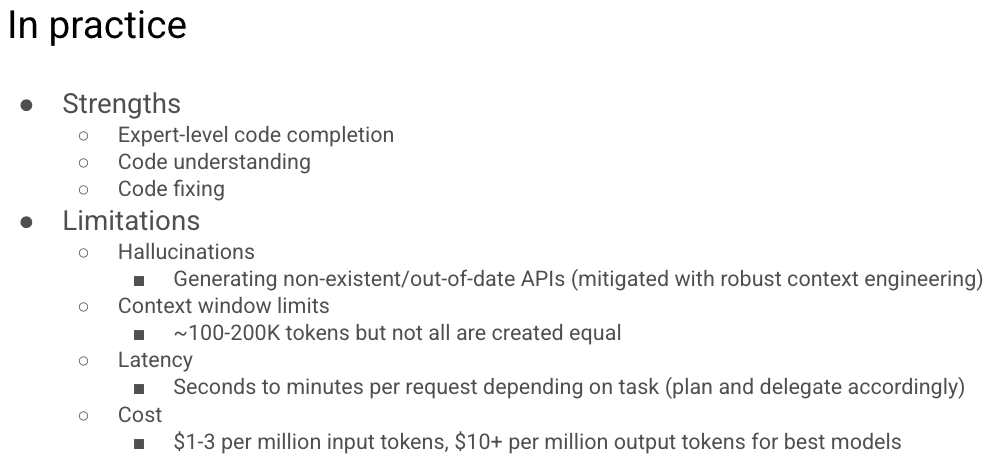 In practice
● Strengths
○ Expert-level code completion
○ Code understanding
○ Code fixing
● Limitations
○ Hallucinations
■ Generating non-existent/out-of-date APIs (mitigated with robust context engineering)
○ Context window limits
■ ~100-200K tokens but not all are created equal
○ Latency
■ Seconds to minutes per request depending on task (plan and delegate accordingly)
○ Cost
■ $1-3 per million input tokens, $10+ per million output tokens for best models